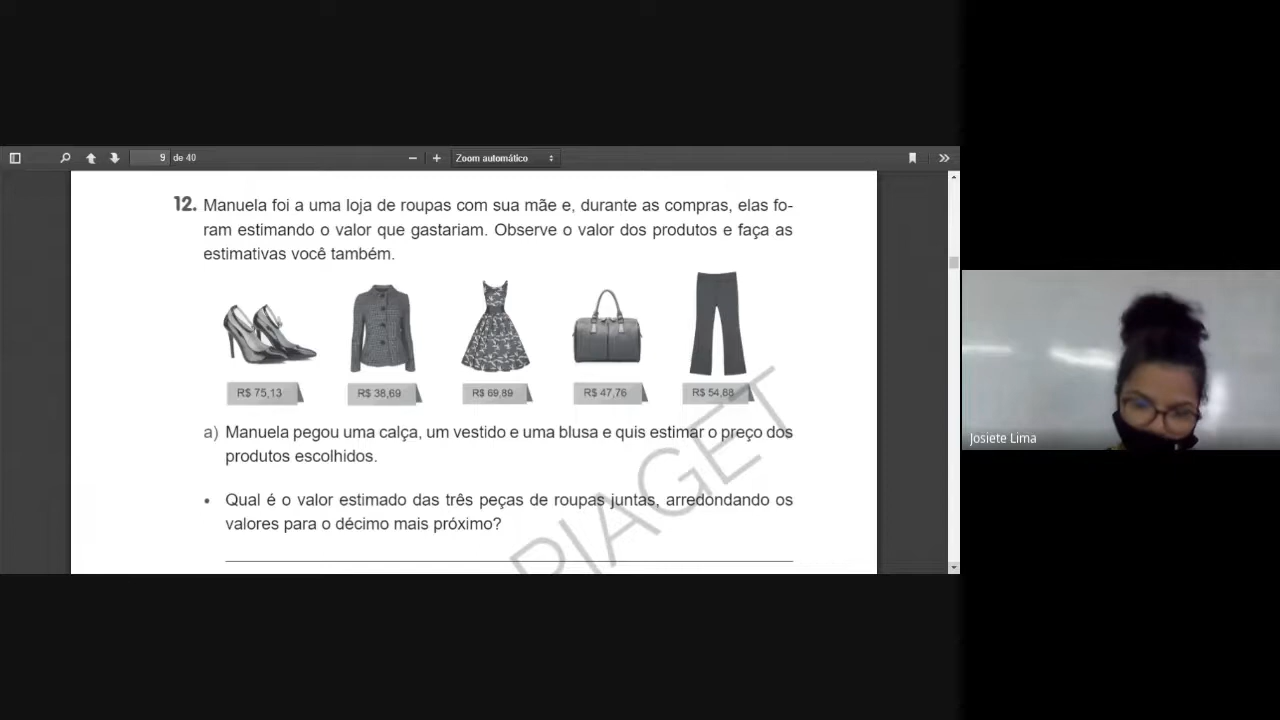 9 de 40
Zoom automático
12. Manuela foi a uma loja de roupas com sua mãe e, durante as compras, elas fo-
ram estimando o valor que gastariam. Observe o valor dos produtos e faça as
estimativas você também.
R$ 75,13 R$ 38,69 R$ 69,89 R$ 47,76 R$ 54,68
a) Manuela pegou uma calça, um vestido e uma blusa e quis estimar o preço dos
produtos escolhidos.
• Qual é o valor estimado das três peças de roupas juntas, arredondando os
valores para o décimo mais próximo?
PIAGET
Josiete Lima